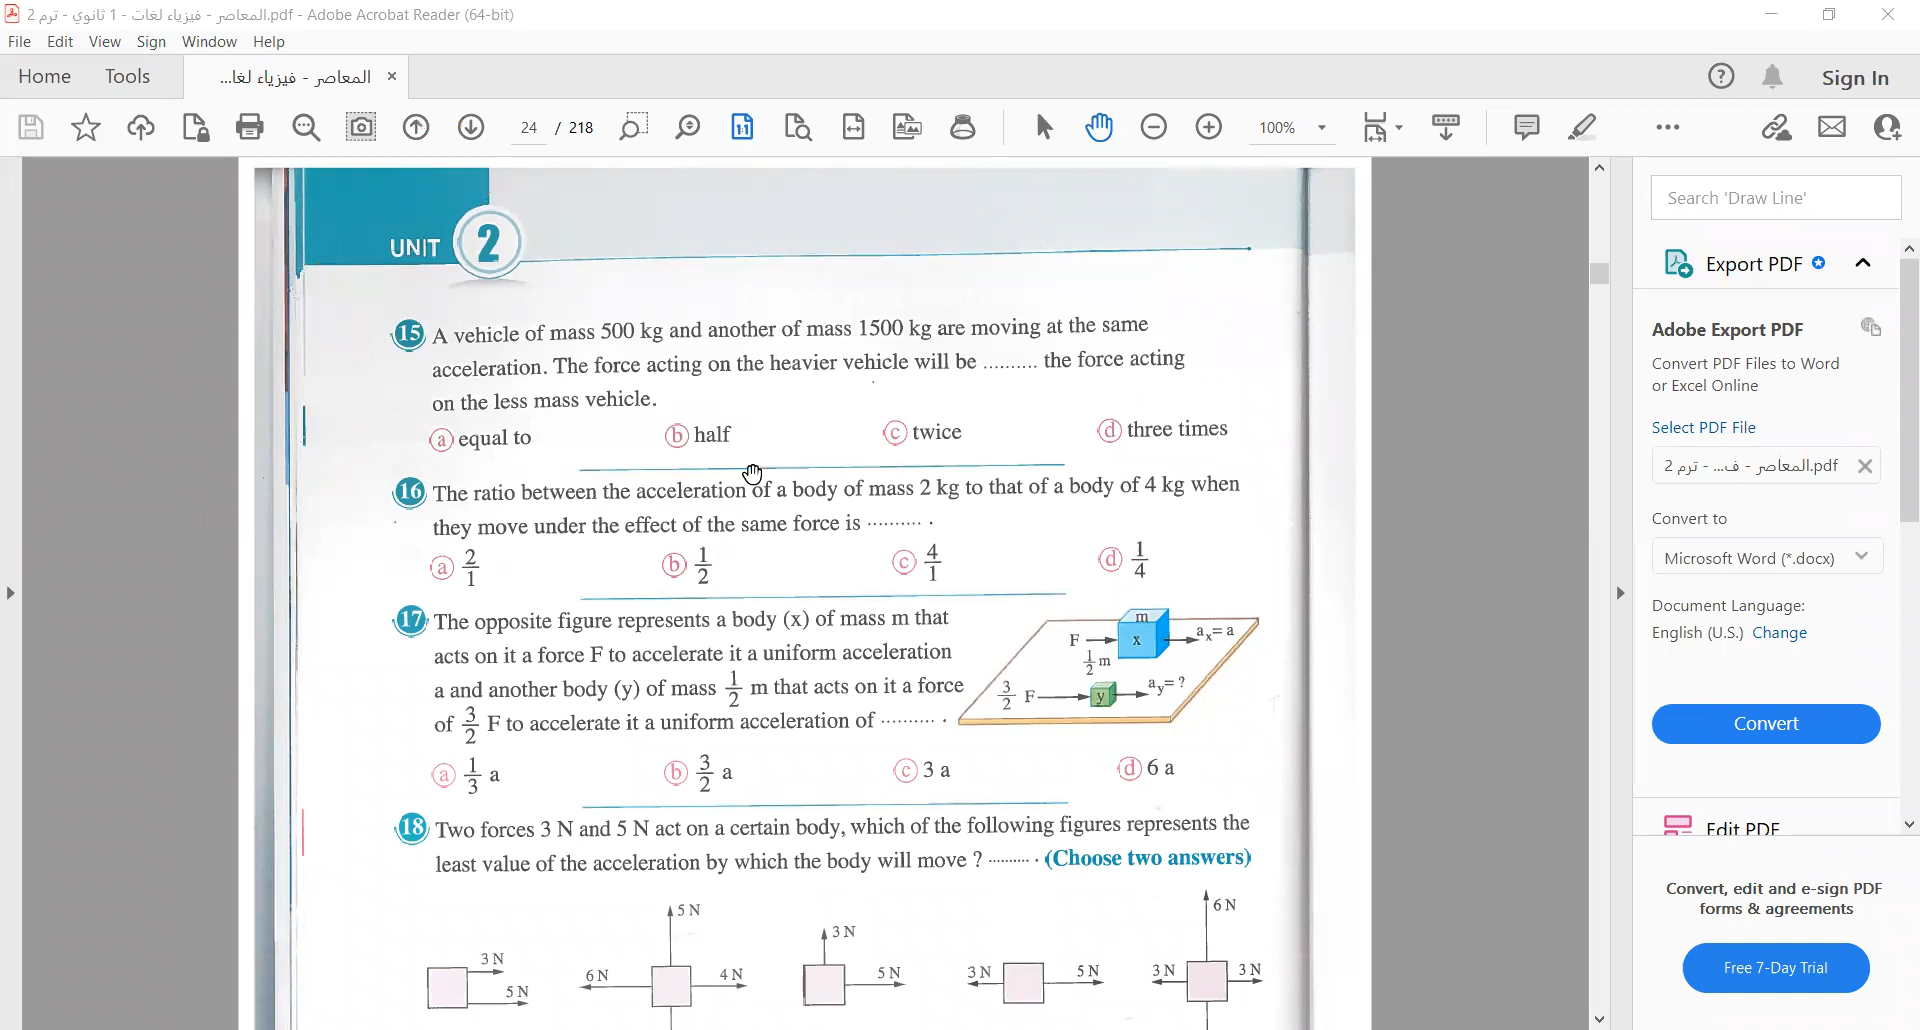 المعاصر - فيزياء لغات - 1 ثانوي - ترم 2.pdf - Adobe Acrobat Reader (64-bit)
File Edit View Sign Window Help
Home Tools المعاصر - فيزياء لغا... × Sign In
24 / 218 100%
Search 'Draw Line'
Export PDF
Adobe Export PDF
Convert PDF Files to Word
or Excel Online
Select PDF File
المعاصر - ف... - ترم 2.pdf
Convert to
Microsoft Word (*.docx)
Document Language:
English (U.S.) Change
Convert
Edit PDF
Convert, edit and e-sign PDF
forms & agreements
Free 7-Day Trial
UNIT 2
15 A vehicle of mass 500 kg and another of mass 1500 kg are moving at the same
acceleration. The force acting on the heavier vehicle will be .......... the force acting
on the less mass vehicle.
a equal to b half c twice d three times
16 The ratio between the acceleration of a body of mass 2 kg to that of a body of 4 kg when
they move under the effect of the same force is .......... .
a 2/1 b 1/2 c 4/1 d 1/4
17 The opposite figure represents a body (x) of mass m that
acts on it a force F to accelerate it a uniform acceleration
a and another body (y) of mass 1/2 m that acts on it a force
of 3/2 F to accelerate it a uniform acceleration of .......... .
m
F x aₓ= a
1/2 m
3/2 F y a_y= ?
a 1/3 a b 3/2 a c 3 a d 6 a
18 Two forces 3 N and 5 N act on a certain body, which of the following figures represents the
least value of the acceleration by which the body will move ? .......... . (Choose two answers)
3 N
5 N
5 N
6 N 4 N
3 N
5 N
3 N 5 N
6 N
3 N 3 N